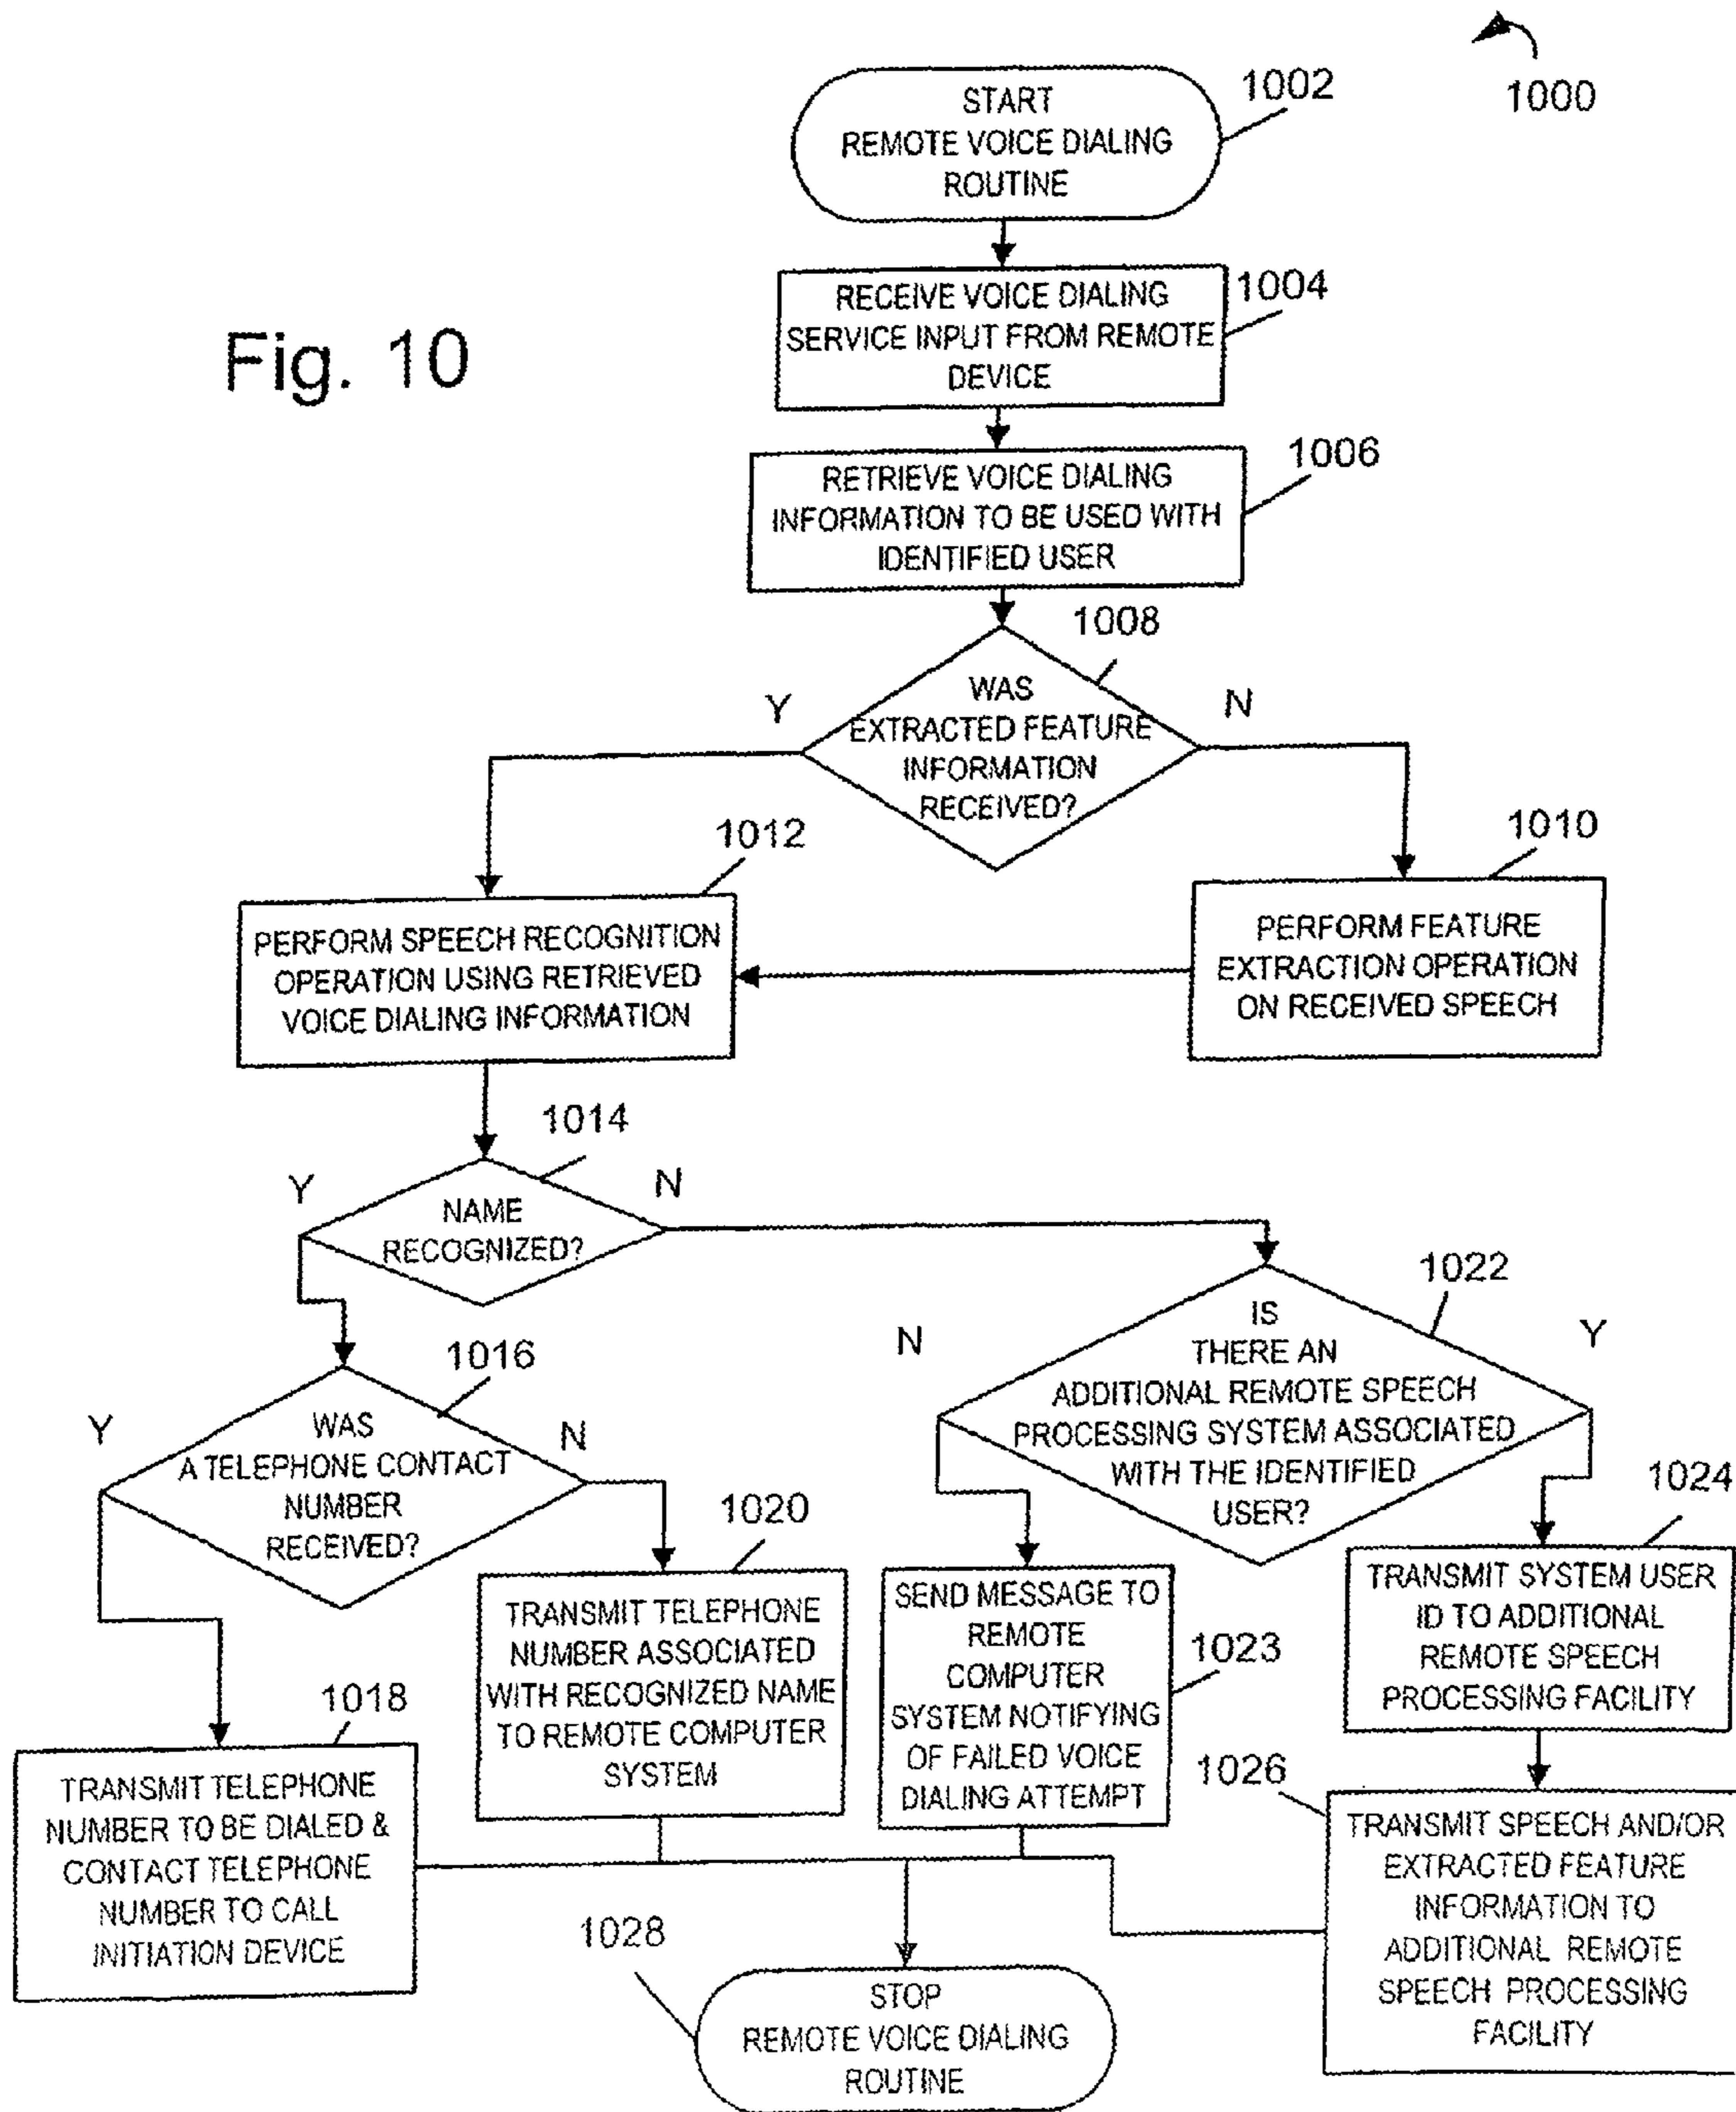 1000
1002
START
REMOTE VOICE DIALING
ROUTINE
Fig. 10
1004
RECEIVE VOICE DIALING
SERVICE INPUT FROM REMOTE
DEVICE
1006
RETRIEVE VOICE DIALING
INFORMATION TO BE USED WITH
IDENTIFIED USER
1008
Y
N
WAS
EXTRACTED FEATURE
INFORMATION
RECEIVED?
1012
PERFORM SPEECH RECOGNITION
OPERATION USING RETRIEVED
VOICE DIALING INFORMATION
1010
PERFORM FEATURE
EXTRACTION OPERATION
ON RECEIVED SPEECH
1014
Y
N
NAME
RECOGNIZED?
1016
Y
N
WAS
A TELEPHONE CONTACT
NUMBER
RECEIVED?
1022
N
Y
IS
THERE AN
ADDITIONAL REMOTE SPEECH
PROCESSING SYSTEM ASSOCIATED
WITH THE IDENTIFIED
USER?
1018
TRANSMIT TELEPHONE
NUMBER TO BE DIALED &
CONTACT TELEPHONE
NUMBER TO CALL
INITIATION DEVICE
1020
TRANSMIT TELEPHONE
NUMBER ASSOCIATED
WITH RECOGNIZED NAME
TO REMOTE COMPUTER
SYSTEM
1023
SEND MESSAGE TO
REMOTE
COMPUTER
SYSTEM NOTIFYING
OF FAILED VOICE
DIALING ATTEMPT
1024
TRANSMIT SYSTEM USER
ID TO ADDITIONAL
REMOTE SPEECH
PROCESSING FACILITY
1026
TRANSMIT SPEECH AND/OR
EXTRACTED FEATURE
INFORMATION TO
ADDITIONAL REMOTE
SPEECH PROCESSING
FACILITY
1028
STOP
REMOTE VOICE DIALING
ROUTINE